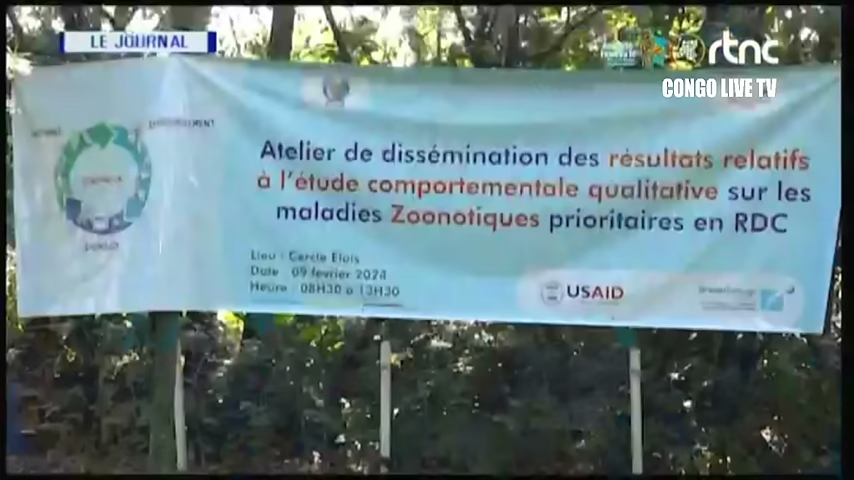 LE JOURNAL
rtnc
CONGO LIVE TV
Atelier de dissémination des résultats relatifs
à l'étude comportementale qualitative sur les
maladies Zoonotiques prioritaires en RDC
Lieu : Cercle Elois
Date : 09 fevrier 2024
Heure : 08H30 à 13H30
USAID